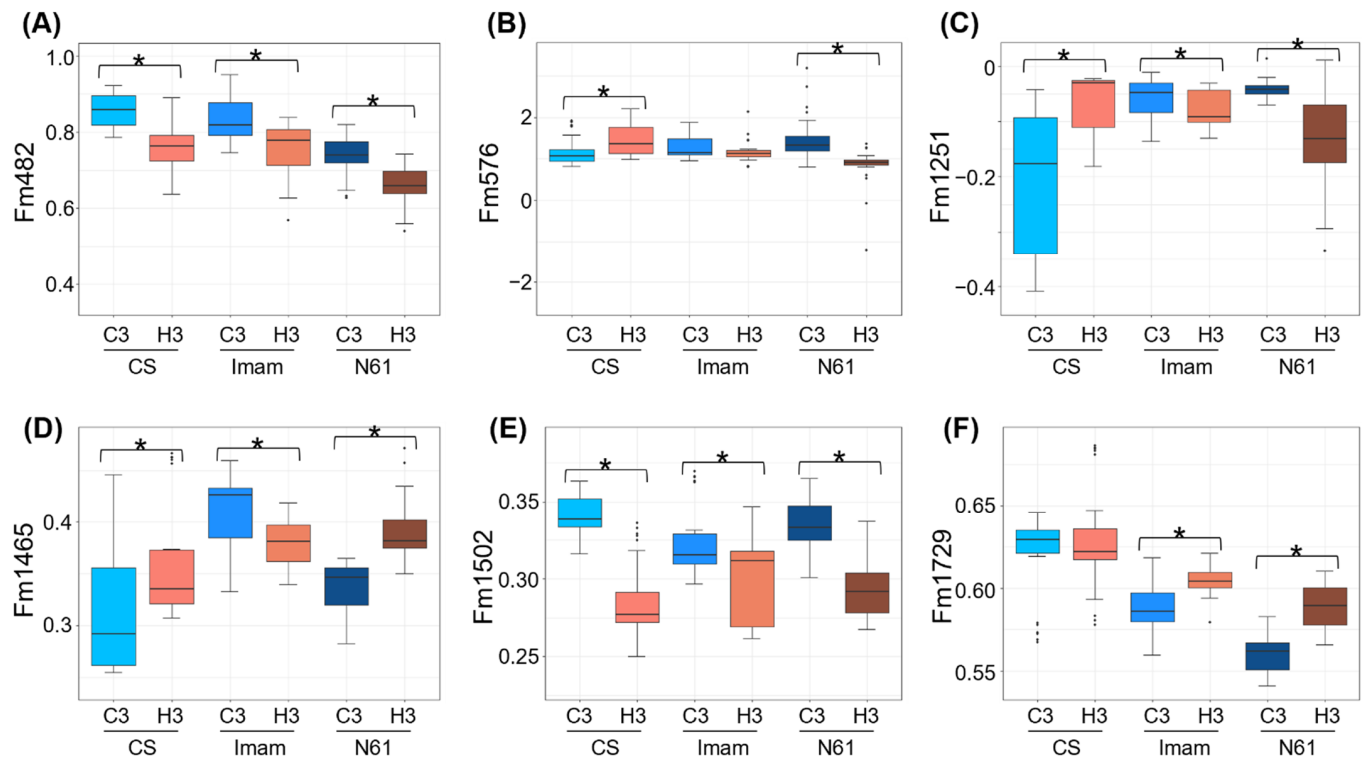 (A)
Fm482
1.0
0.8
0.6
0.4
*
*
*
C3 H3 C3 H3 C3 H3
CS Imam N61
(B)
Fm576
2
0
−2
*
*
C3 H3 C3 H3 C3 H3
CS Imam N61
(C)
Fm1251
0
−0.2
−0.4
*
*
*
C3 H3 C3 H3 C3 H3
CS Imam N61
(D)
Fm1465
0.4
0.3
*
*
*
C3 H3 C3 H3 C3 H3
CS Imam N61
(E)
Fm1502
0.35
0.30
0.25
*
*
*
C3 H3 C3 H3 C3 H3
CS Imam N61
(F)
Fm1729
0.65
0.60
0.55
*
*
C3 H3 C3 H3 C3 H3
CS Imam N61